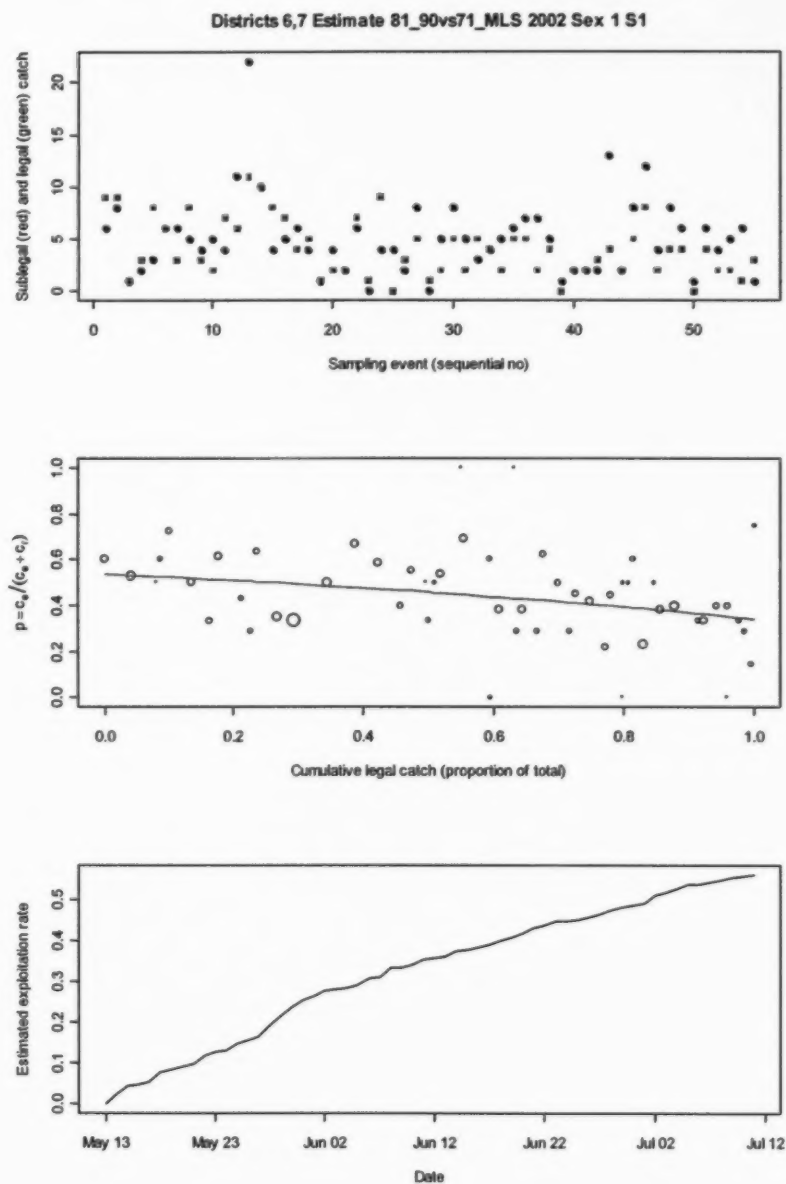 Districts 6,7 Estimate 81_90vs71_MLS 2002 Sex 1 S1
Sublegal (red) and legal (green) catch
20
15
10
5
0
0 10 20 30 40 50
Sampling event (sequential no)
p = cₑ/(cₑ + cᵣ)
1.0
0.8
0.6
0.4
0.2
0.0
0.0 0.2 0.4 0.6 0.8 1.0
Cumulative legal catch (proportion of total)
Estimated exploitation rate
0.5
0.4
0.3
0.2
0.1
0.0
May 13 May 23 Jun 02 Jun 12 Jun 22 Jul 02 Jul 12
Date